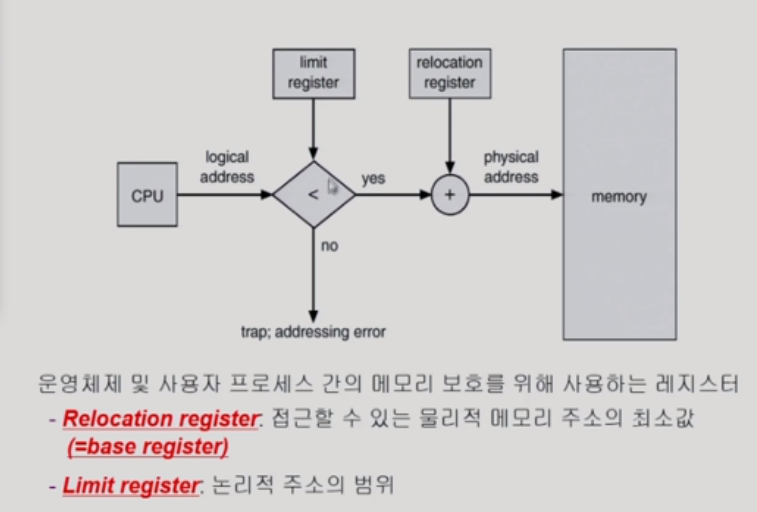 limit
register
relocation
register
logical
address
physical
address
CPU
<
yes
+
memory
no
trap; addressing error
운영체제 및 사용자 프로세스 간의 메모리 보호를 위해 사용하는 레지스터
- Relocation register: 접근할 수 있는 물리적 메모리 주소의 최소값
(=base register)
- Limit register: 논리적 주소의 범위